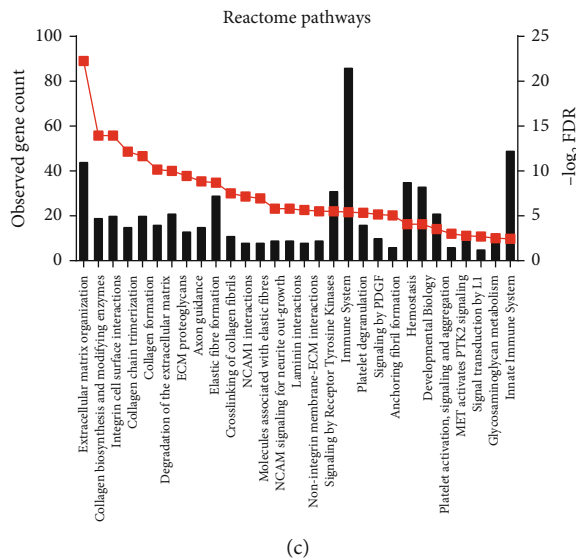 Reactome pathways
100
80
60
40
20
0
Observed gene count
25
20
15
10
5
0
−log2 FDR
Extracellular matrix organization
Collagen biosynthesis and modifying enzymes
Integrin cell surface interactions
Collagen chain trimerization
Collagen formation
Degradation of the extracellular matrix
ECM proteoglycans
Axon guidance
Elastic fibre formation
Crosslinking of collagen fibrils
NCAM1 interactions
Molecules associated with elastic fibres
NCAM signaling for neurite out-growth
Laminin interactions
Non-integrin membrane-ECM interactions
Signaling by Receptor Tyrosine Kinases
Immune System
Platelet degranulation
Signaling by PDGF
Anchoring fibril formation
Hemostasis
Developmental Biology
Platelet activation, signaling and aggregation
MET activates PTK2 signaling
Signal transduction by L1
Glycosaminoglycan metabolism
Innate Immune System
(c)